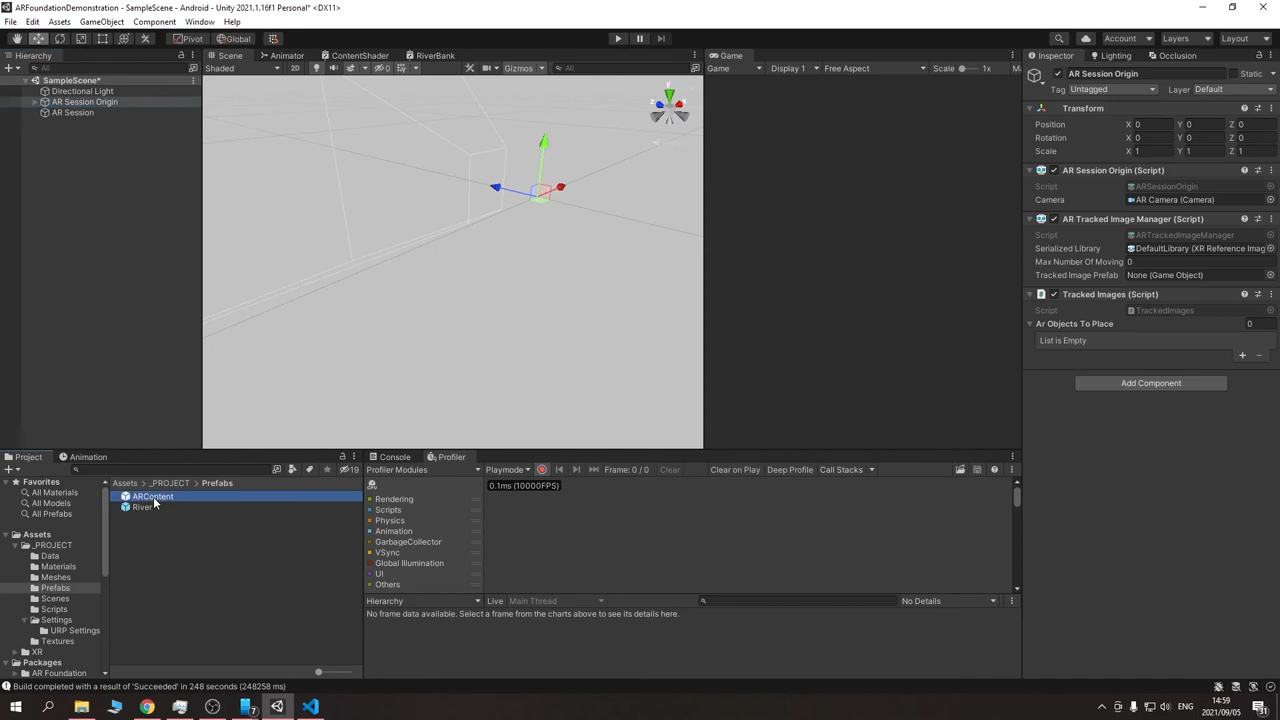 ARFoundationDemonstration - SampleScene - Android - Unity 2021.1.16f1 Personal* <DX11>
File Edit Assets GameObject Component Window Help
Pivot Global Account Layers Layout
Hierarchy Scene Animator ContentShader RiverBank Game Inspector Lighting Occlusion
All Shaded 2D 0 Gizmos All Game Display 1 Free Aspect Scale 1x
AR Session Origin Static
Tag Untagged Layer Default
SampleScene*
Directional Light
AR Session Origin
AR Session
y
x
z
Transform
Position X 0 Y 0 Z 0
Rotation X 0 Y 0 Z 0
Scale X 1 Y 1 Z 1
AR Session Origin (Script)
Script ARSessionOrigin
Camera AR Camera (Camera)
AR Tracked Image Manager (Script)
Script ARTrackedImageManager
Serialized Library DefaultLibrary (XR Reference Imag
Max Number Of Moving 0
Tracked Image Prefab None (Game Object)
Tracked Images (Script)
Script TrackedImages
Ar Objects To Place 0
List is Empty
Add Component
Project Animation Console Profiler
19 Profiler Modules Playmode Frame: 0 / 0 Clear Clear on Play Deep Profile Call Stacks
Favorites
All Materials
All Models
All Prefabs
Assets
_PROJECT
Data
Materials
Meshes
Prefabs
Scenes
Scripts
Settings
URP Settings
Textures
XR
Packages
AR Foundation
Assets > _PROJECT > Prefabs
ARContent
River
CPU
0.1ms (10000FPS)
Rendering
Scripts
Physics
Animation
GarbageCollector
VSync
Global Illumination
UI
Others
Hierarchy Live Main Thread No Details
No frame data available. Select a frame from the charts above to see its details here.
Build completed with a result of 'Succeeded' in 248 seconds (248258 ms)
ENG 14:59
2021/09/05